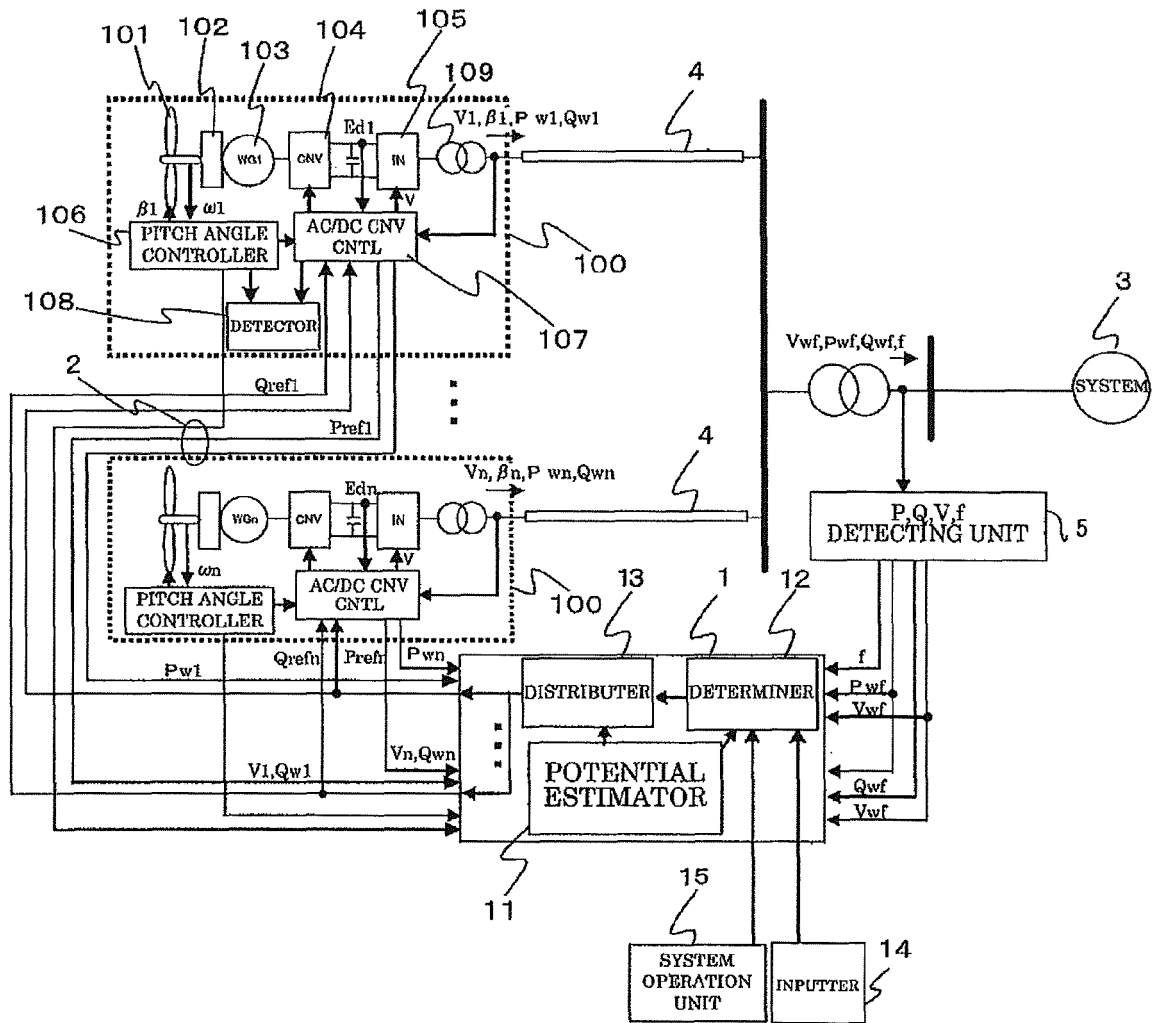 101
102
103
104
105
109
4
V1,β1,P w1,Qw1
Ed1
WG1
CNV
IN
β1
ω1
V
106
PITCH ANGLE
CONTROLLER
AC/DC CNV
CNTL
100
108
DETECTOR
107
3
Vwf,Pwf,Qwf,f
SYSTEM
2
Qref1
Pref1
4
Vn,βn,P wn,Qwn
Edn
WGn
CNV
IN
ωn
V
P,Q,V,f
DETECTING UNIT
5
PITCH ANGLE
CONTROLLER
AC/DC CNV
CNTL
100
13
1
12
Qrefn
Prefn
Pwn
Pw1
DISTRIBUTER
DETERMINER
f
Pwf
Vwf
Vn,Qwn
V1,Qw1
POTENTIAL
ESTIMATOR
Qwf
Vwf
11
15
SYSTEM
OPERATION
UNIT
INPUTTER
14